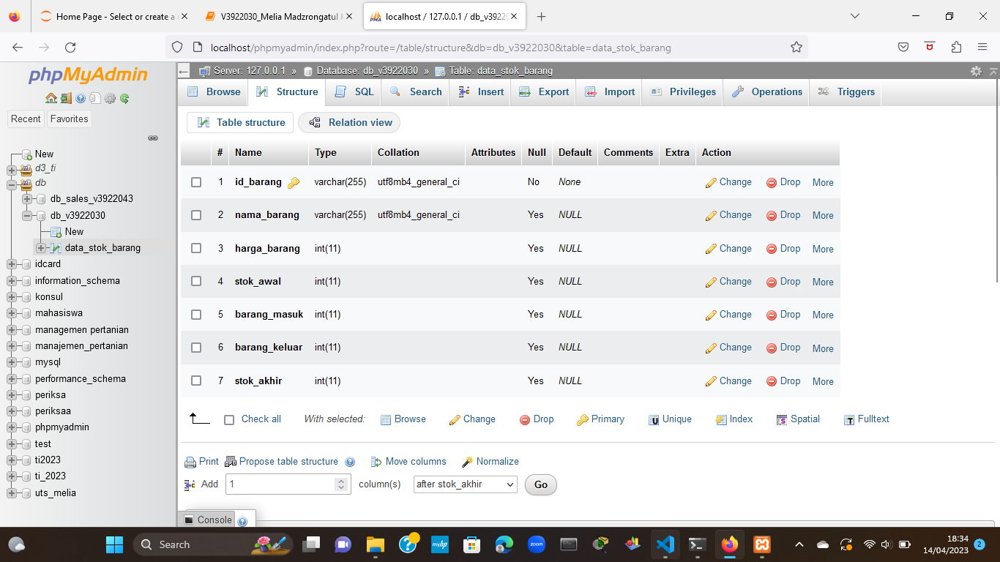 Home Page - Select or create a
V3922030_Melia Madzrongatul
localhost / 127.0.0.1 / db_v3922
localhost/phpmyadmin/index.php?route=/table/structure&db=db_v3922030&table=data_stok_barang
phpMyAdmin
Server: 127.0.0.1 » Database: db_v3922030 » Table: data_stok_barang
Browse Structure SQL Search Insert Export Import Privileges Operations Triggers
Recent Favorites
Table structure Relation view
New
d3_ti
db
db_sales_v3922043
db_v3922030
New
data_stok_barang
idcard
information_schema
konsul
mahasiswa
managemen pertanian
manajemen_pertanian
mysql
performance_schema
periksa
periksaa
phpmyadmin
test
ti2023
ti_2023
uts_melia
# Name Type Collation Attributes Null Default Comments Extra Action
1 id_barang varchar(255) utf8mb4_general_ci No None Change Drop More
2 nama_barang varchar(255) utf8mb4_general_ci Yes NULL Change Drop More
3 harga_barang int(11) Yes NULL Change Drop More
4 stok_awal int(11) Yes NULL Change Drop More
5 barang_masuk int(11) Yes NULL Change Drop More
6 barang_keluar int(11) Yes NULL Change Drop More
7 stok_akhir int(11) Yes NULL Change Drop More
Check all With selected: Browse Change Drop Primary Unique Index Spatial Fulltext
Print Propose table structure Move columns Normalize
Add 1 column(s) after stok_akhir Go
Console
Search
myhp
zoom
18:34
14/04/2023
2